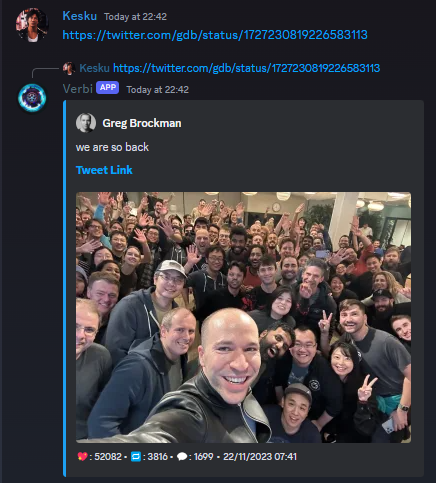 Kesku Today at 22:42
https://twitter.com/gdb/status/1727230819226583113
Kesku https://twitter.com/gdb/status/1727230819226583113
Verbi APP Today at 22:42
Greg Brockman
we are so back
Tweet Link
💖: 52082 • 🔁: 3816 • 💬: 1699 • 22/11/2023 07:41